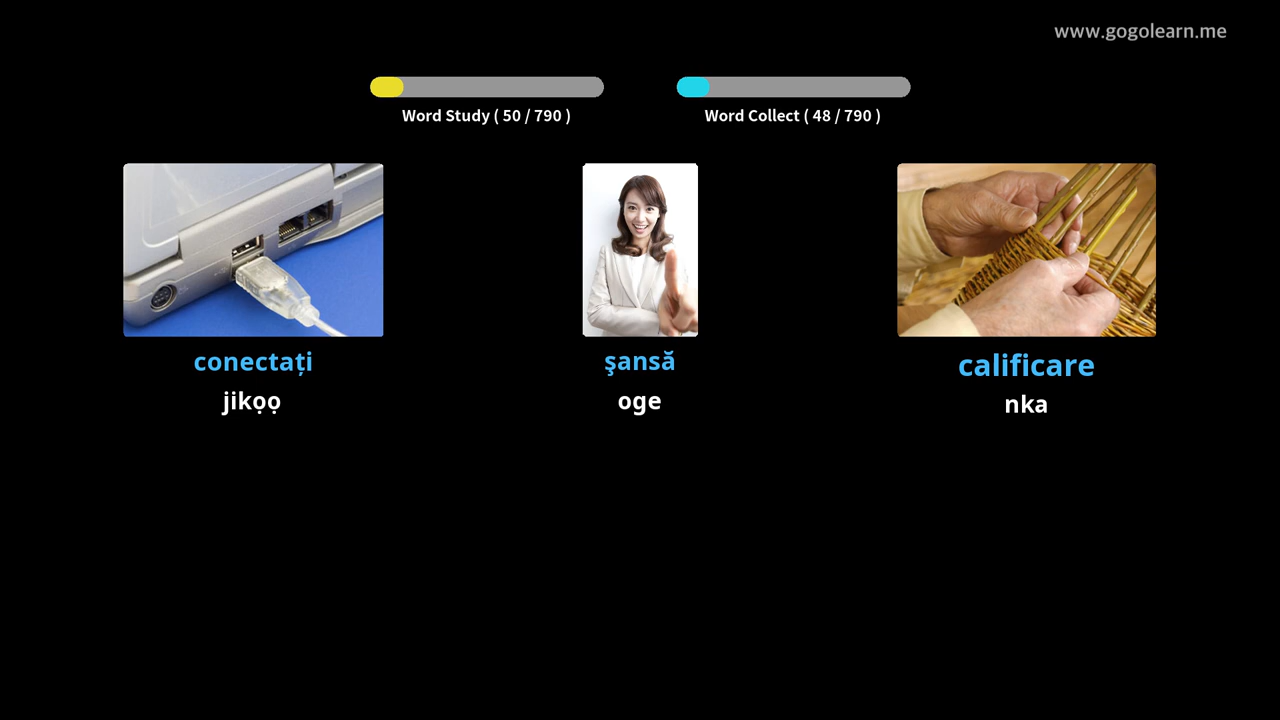 www.gogolearn.me
Word Study ( 50 / 790 )
Word Collect ( 48 / 790 )
conectați
şansă
calificare
jikọọ
oge
nka